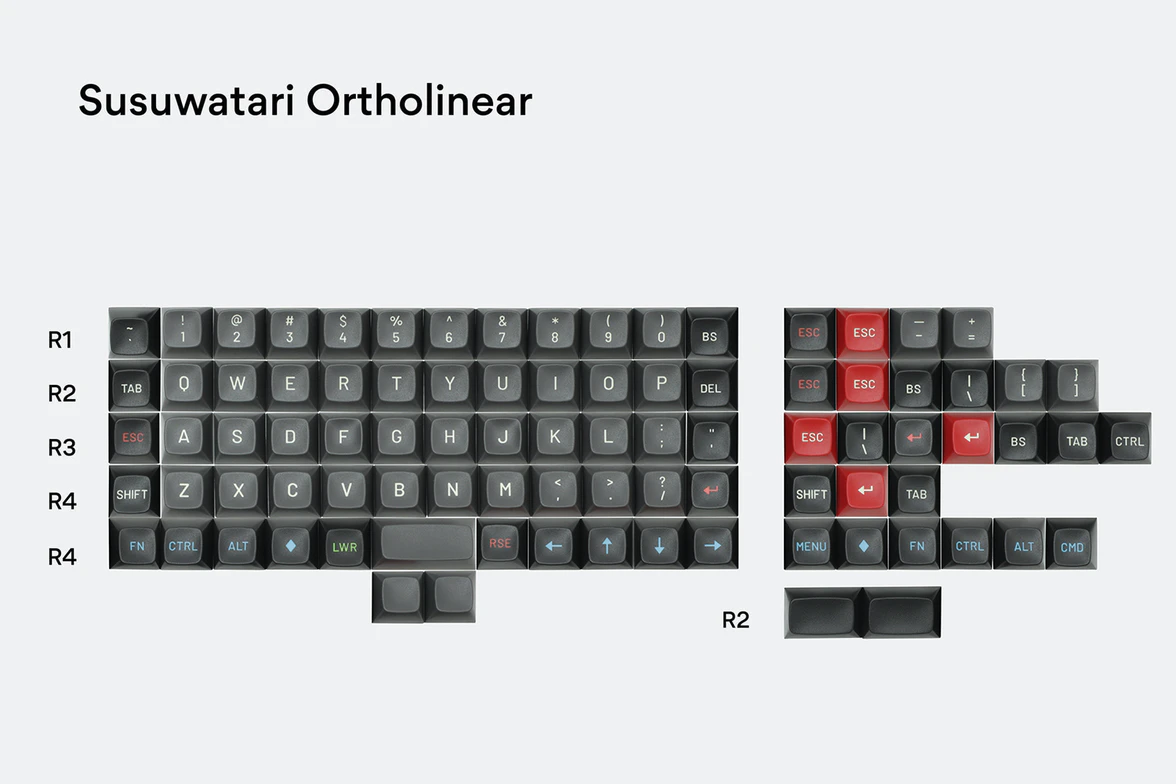 Susuwatari Ortholinear
R1
~ ! @ # $ % ^ & * ( )
1 2 3 4 5 6 7 8 9 0 BS
ESC ESC — +
– =
R2
TAB Q W E R T Y U I O P DEL
ESC ESC BS | { }
\ [ ]
R3
ESC A S D F G H J K L : "
; '
ESC | ↵ ↵ BS TAB CTRL
\
R4
SHIFT Z X C V B N M < > ? ↵
, . /
SHIFT ↵ TAB
R4
FN CTRL ALT ◆ LWR RSE ← ↑ ↓ →
MENU ◆ FN CTRL ALT CMD
R2